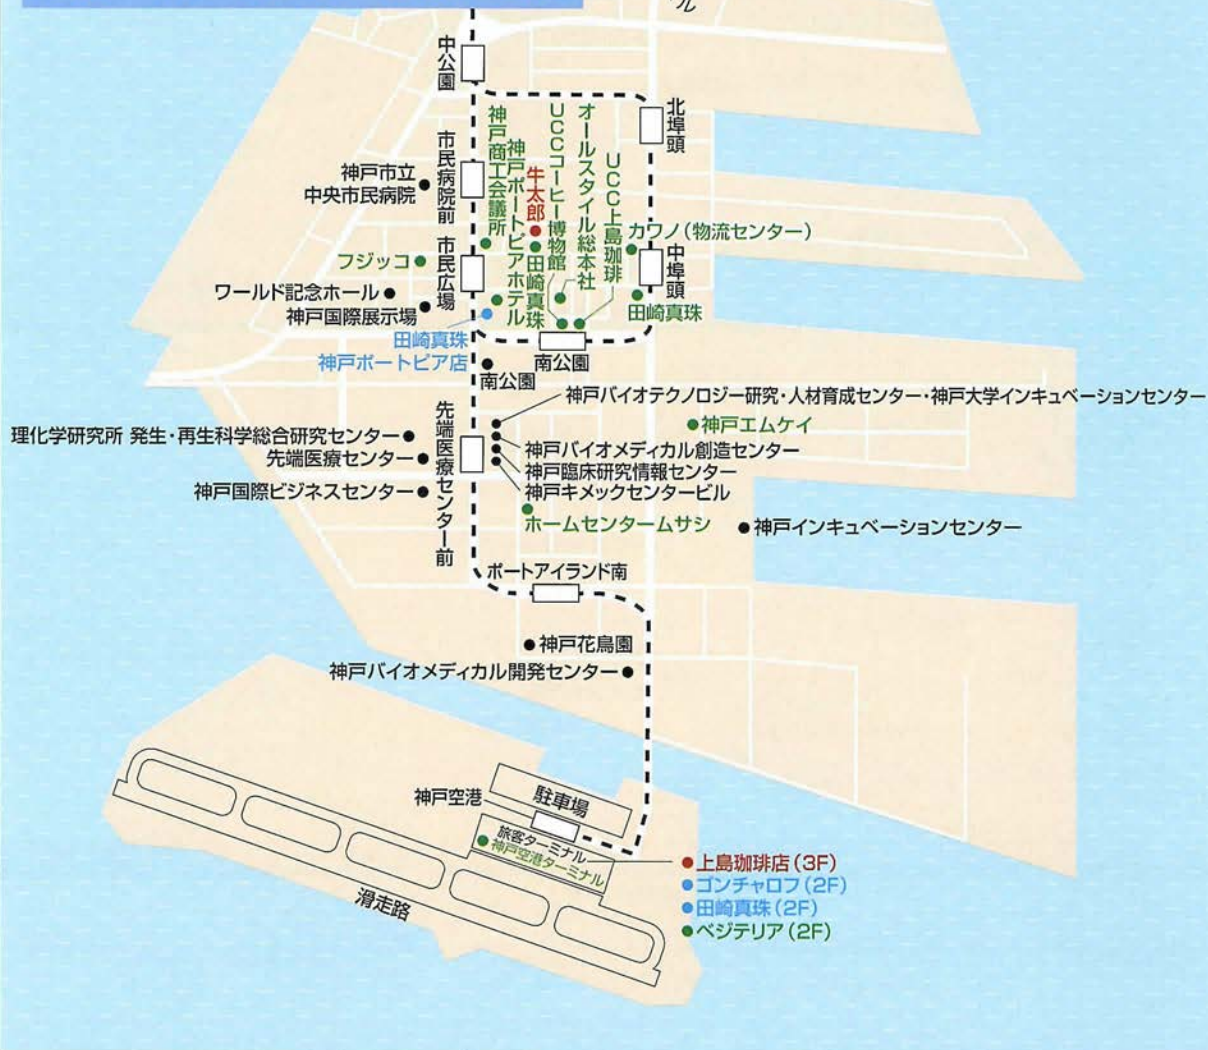 中公園
北埠頭
神戸商工会議所
神戸ポートピアホテル
牛太郎
UCCコーヒー博物館
オールスタイル総本社
UCC上島珈琲
市民病院前
神戸市立
中央市民病院
田崎真珠
カワノ(物流センター)
中埠頭
市民広場
フジッコ
ワールド記念ホール
神戸国際展示場
田崎真珠
田崎真珠
神戸ポートピア店
南公園
南公園
先端医療センター前
神戸バイオテクノロジー研究・人材育成センター・神戸大学インキュベーションセンター
神戸エムケイ
理化学研究所 発生・再生科学総合研究センター
先端医療センター
神戸バイオメディカル創造センター
神戸臨床研究情報センター
神戸国際ビジネスセンター
神戸キメックセンタービル
ホームセンタームサシ
神戸インキュベーションセンター
ポートアイランド南
神戸花鳥園
神戸バイオメディカル開発センター
神戸空港
駐車場
旅客ターミナル
神戸空港ターミナル
滑走路
上島珈琲店(3F)
ゴンチャロフ(2F)
田崎真珠(2F)
ベジテリア(2F)